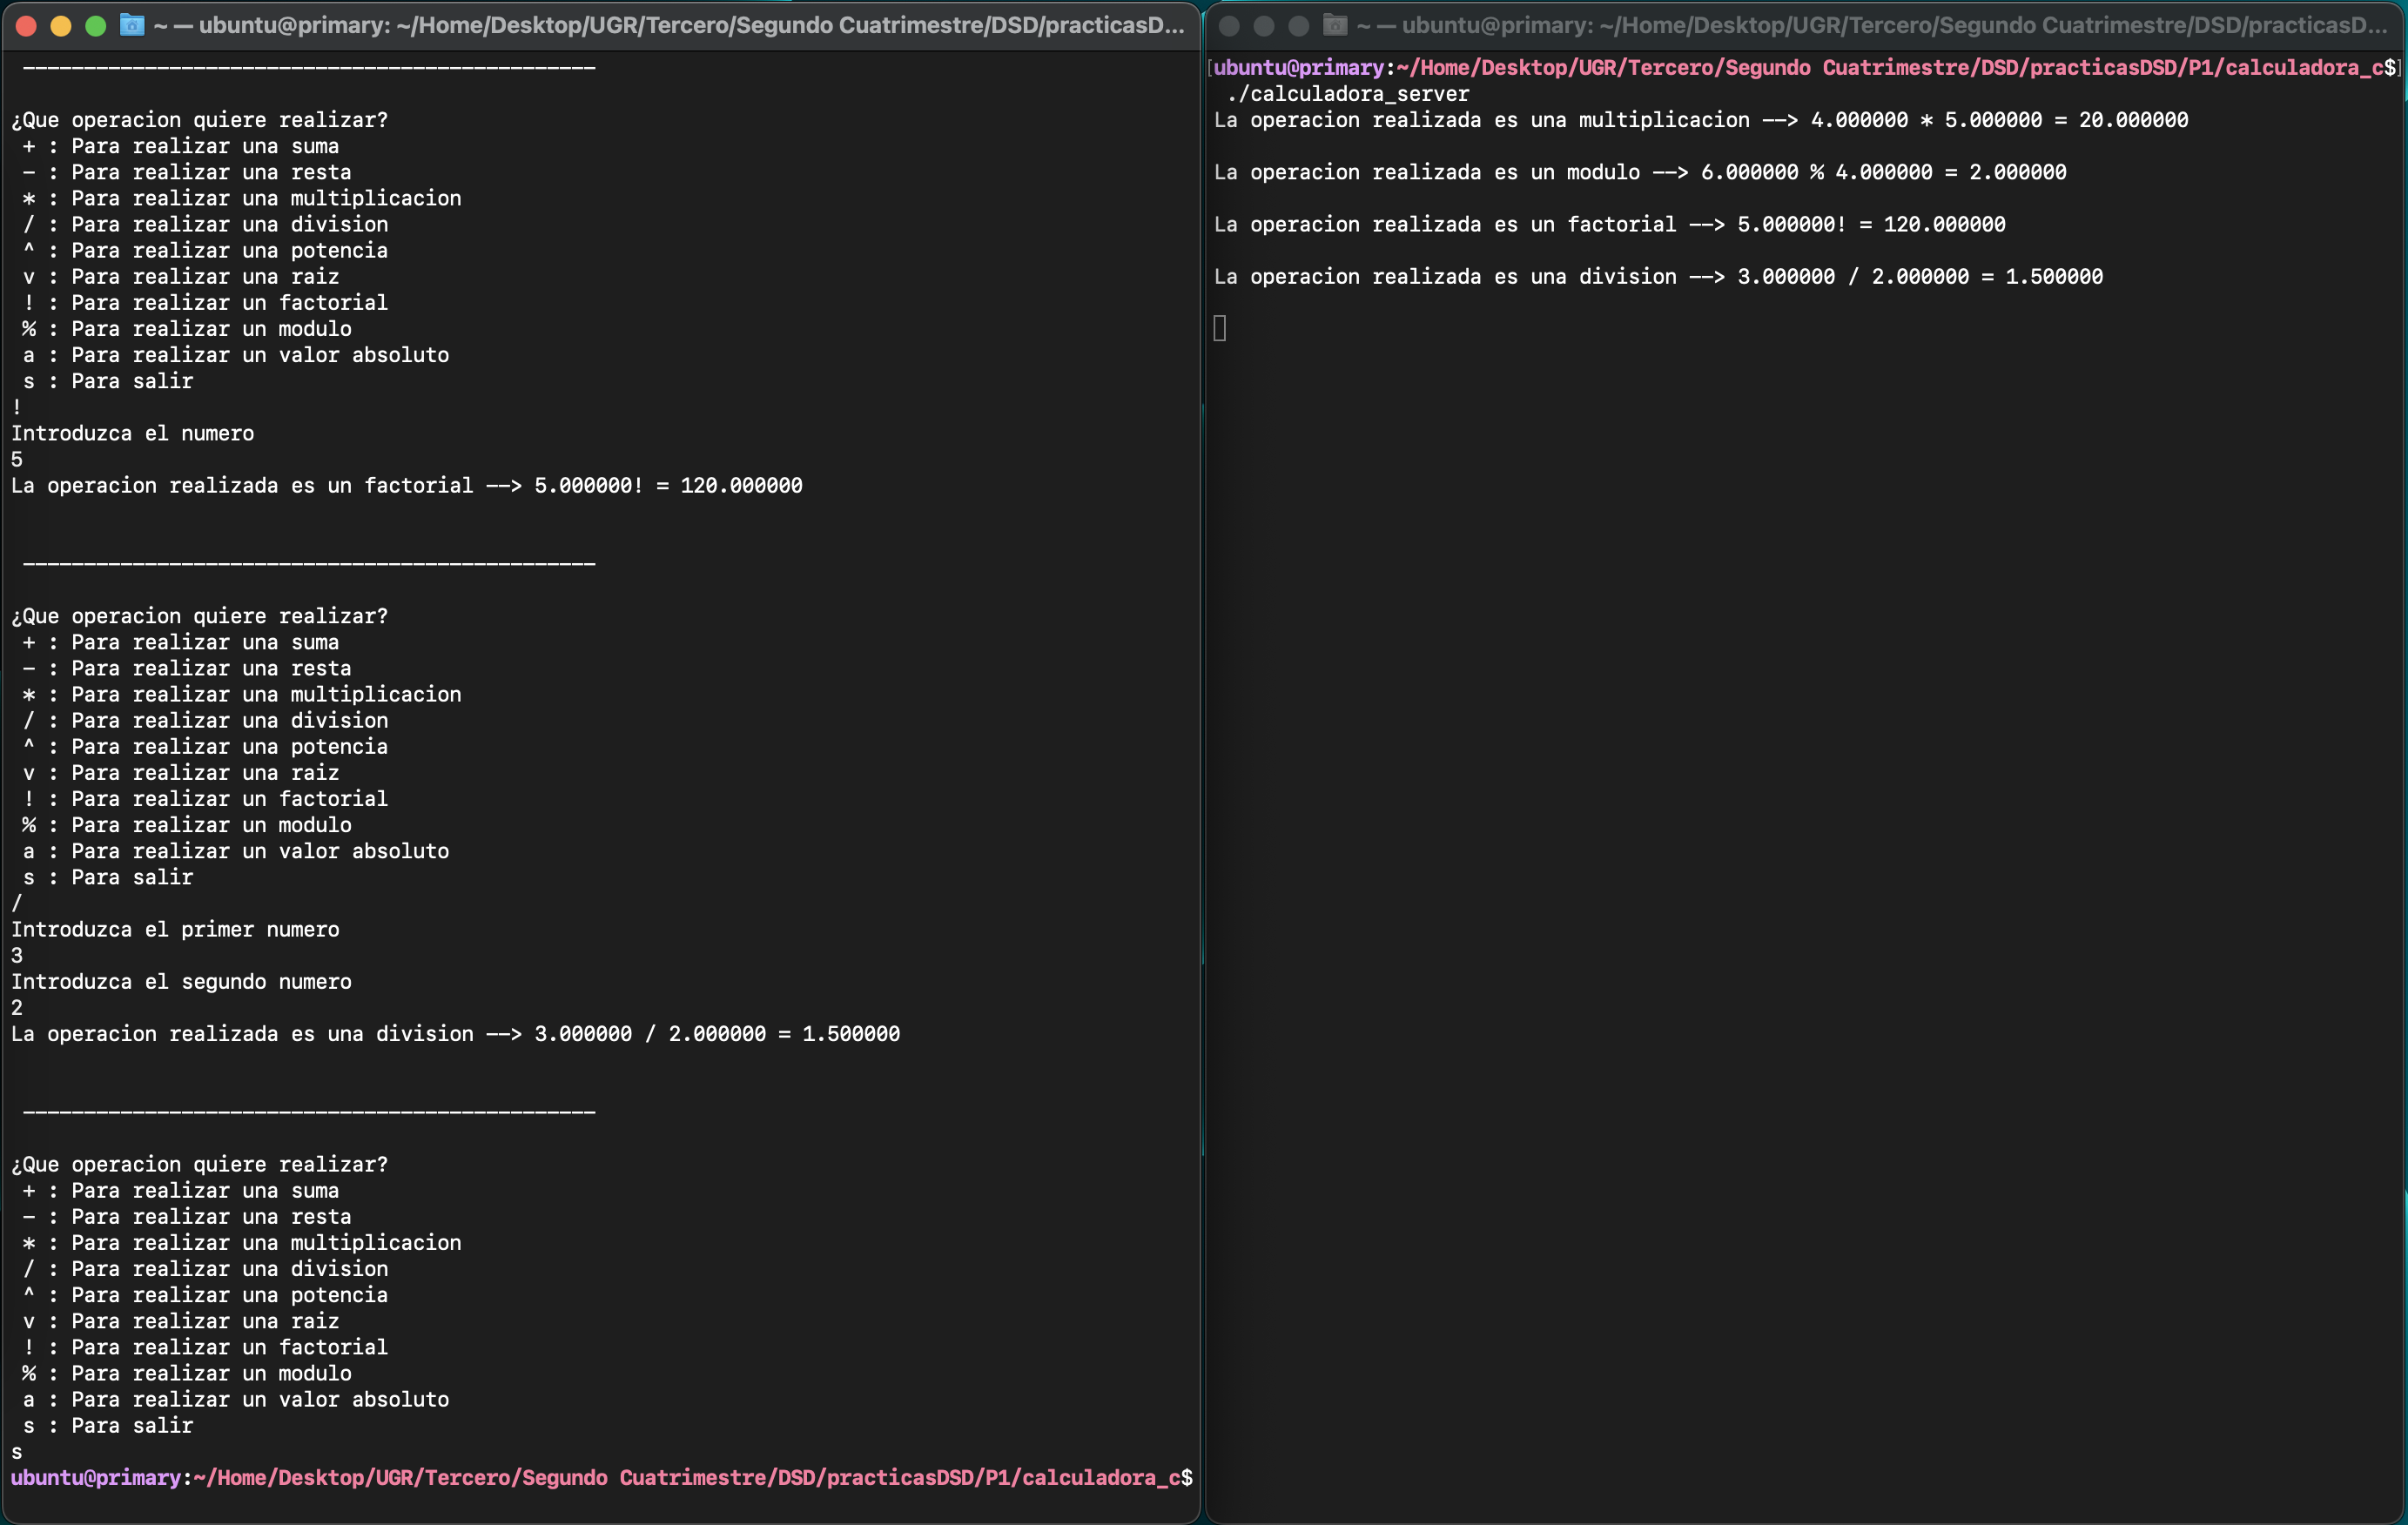 ~ — ubuntu@primary: ~/Home/Desktop/UGR/Tercero/Segundo Cuatrimestre/DSD/practicasD...
----------------------------------------------- 
¿Que operacion quiere realizar?
+ : Para realizar una suma
- : Para realizar una resta
* : Para realizar una multiplicacion
/ : Para realizar una division
^ : Para realizar una potencia
v : Para realizar una raiz
! : Para realizar un factorial
% : Para realizar un modulo
a : Para realizar un valor absoluto
s : Para salir
!
Introduzca el numero
5
La operacion realizada es un factorial --> 5.000000! = 120.000000
-----------------------------------------------
¿Que operacion quiere realizar?
+ : Para realizar una suma
- : Para realizar una resta
* : Para realizar una multiplicacion
/ : Para realizar una division
^ : Para realizar una potencia
v : Para realizar una raiz
! : Para realizar un factorial
% : Para realizar un modulo
a : Para realizar un valor absoluto
s : Para salir
/
Introduzca el primer numero
3
Introduzca el segundo numero
2
La operacion realizada es una division --> 3.000000 / 2.000000 = 1.500000
-----------------------------------------------
¿Que operacion quiere realizar?
+ : Para realizar una suma
- : Para realizar una resta
* : Para realizar una multiplicacion
/ : Para realizar una division
^ : Para realizar una potencia
v : Para realizar una raiz
! : Para realizar un factorial
% : Para realizar un modulo
a : Para realizar un valor absoluto
s : Para salir
s
ubuntu@primary:~/Home/Desktop/UGR/Tercero/Segundo Cuatrimestre/DSD/practicasDSD/P1/calculadora_c$
~ — ubuntu@primary: ~/Home/Desktop/UGR/Tercero/Segundo Cuatrimestre/DSD/practicasD...
[ubuntu@primary:~/Home/Desktop/UGR/Tercero/Segundo Cuatrimestre/DSD/practicasDSD/P1/calculadora_c$]
./calculadora_server
La operacion realizada es una multiplicacion --> 4.000000 * 5.000000 = 20.000000
La operacion realizada es un modulo --> 6.000000 % 4.000000 = 2.000000
La operacion realizada es un factorial --> 5.000000! = 120.000000
La operacion realizada es una division --> 3.000000 / 2.000000 = 1.500000